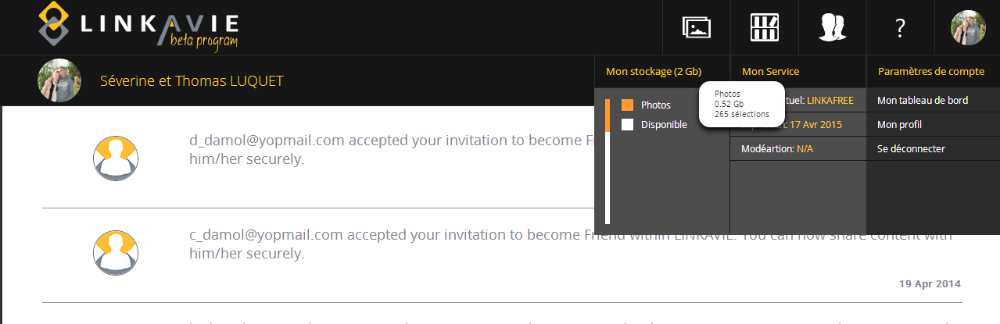 LINKAVIE
beta program
?
Séverine et Thomas LUQUET
Mon stockage (2 Gb)
Photos
Disponible
Photos
0.52 Gb
265 sélections
Mon Service
tuel: LINKAFREE
17 Avr 2015
Modéartion: N/A
Paramètres de compte
Mon tableau de bord
Mon profil
Se déconnecter
d_damol@yopmail.com accepted your invitation to become
him/her securely.
c_damol@yopmail.com accepted your invitation to become Friend within LINKAVIE. You can now share content with
him/her securely.
19 Apr 2014